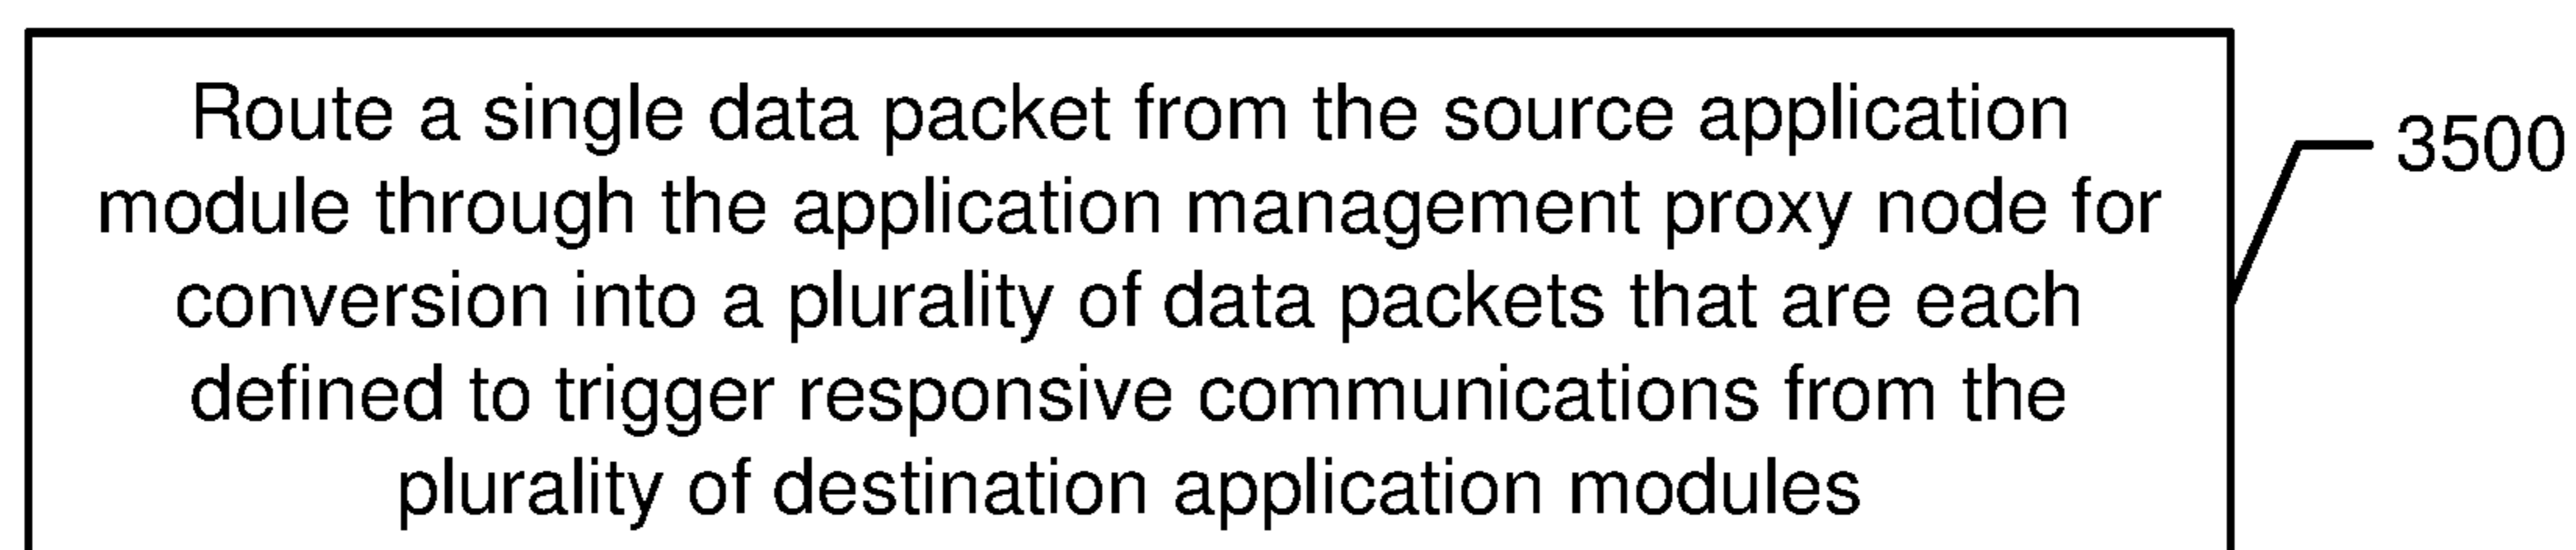 Route a single data packet from the source application
module through the application management proxy node for
conversion into a plurality of data packets that are each
defined to trigger responsive communications from the
plurality of destination application modules
3500